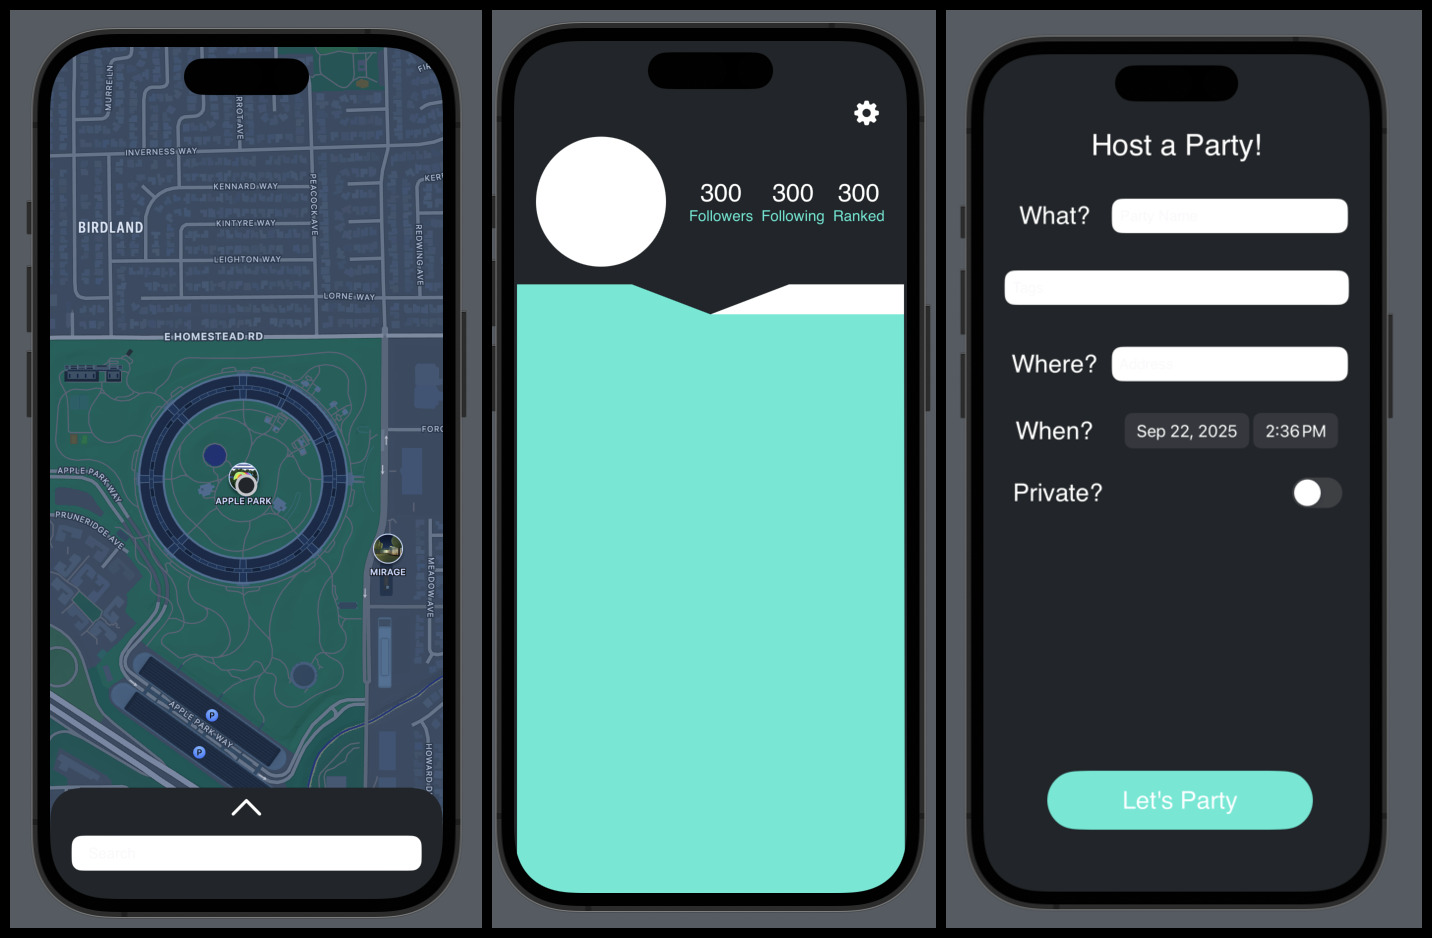 MURRE LN
FIR
RROT AVE
INVERNESS WAY
KENNARD WAY
PEACOCK AVE
KER
BIRDLAND
KINTYRE WAY
REDWING AVE
LEIGHTON WAY
LORNE WAY
E HOMESTEAD RD
FORG
APPLE PARK WAY
APPLE PARK
PRUNERIDGE AVE
MIRAGE
MEADOW AVE
APPLE PARK WAY
P
P
HOWARD D
Search
300 300 300
Followers Following Ranked
Host a Party!
What? Party Name
Tags
Where? Address
When? Sep 22, 2025 2:36 PM
Private?
Let's Party